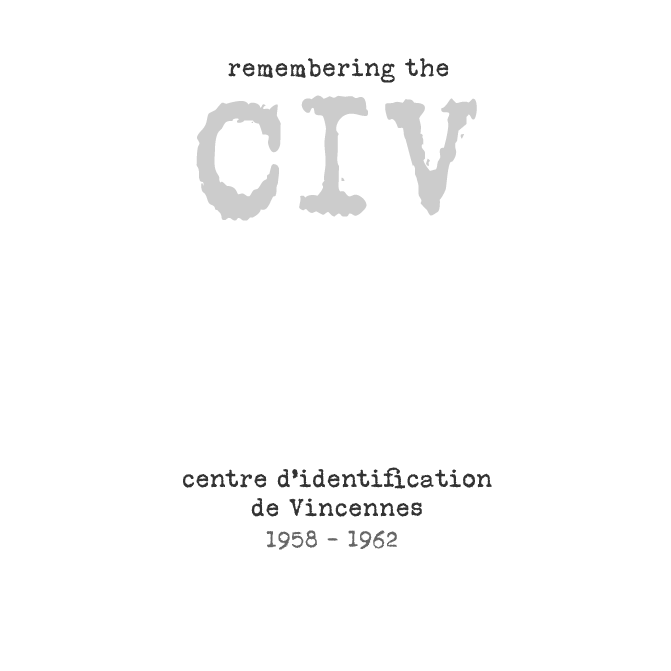 remembering the
CIV
centre d'identification
de Vincennes
1958 - 1962